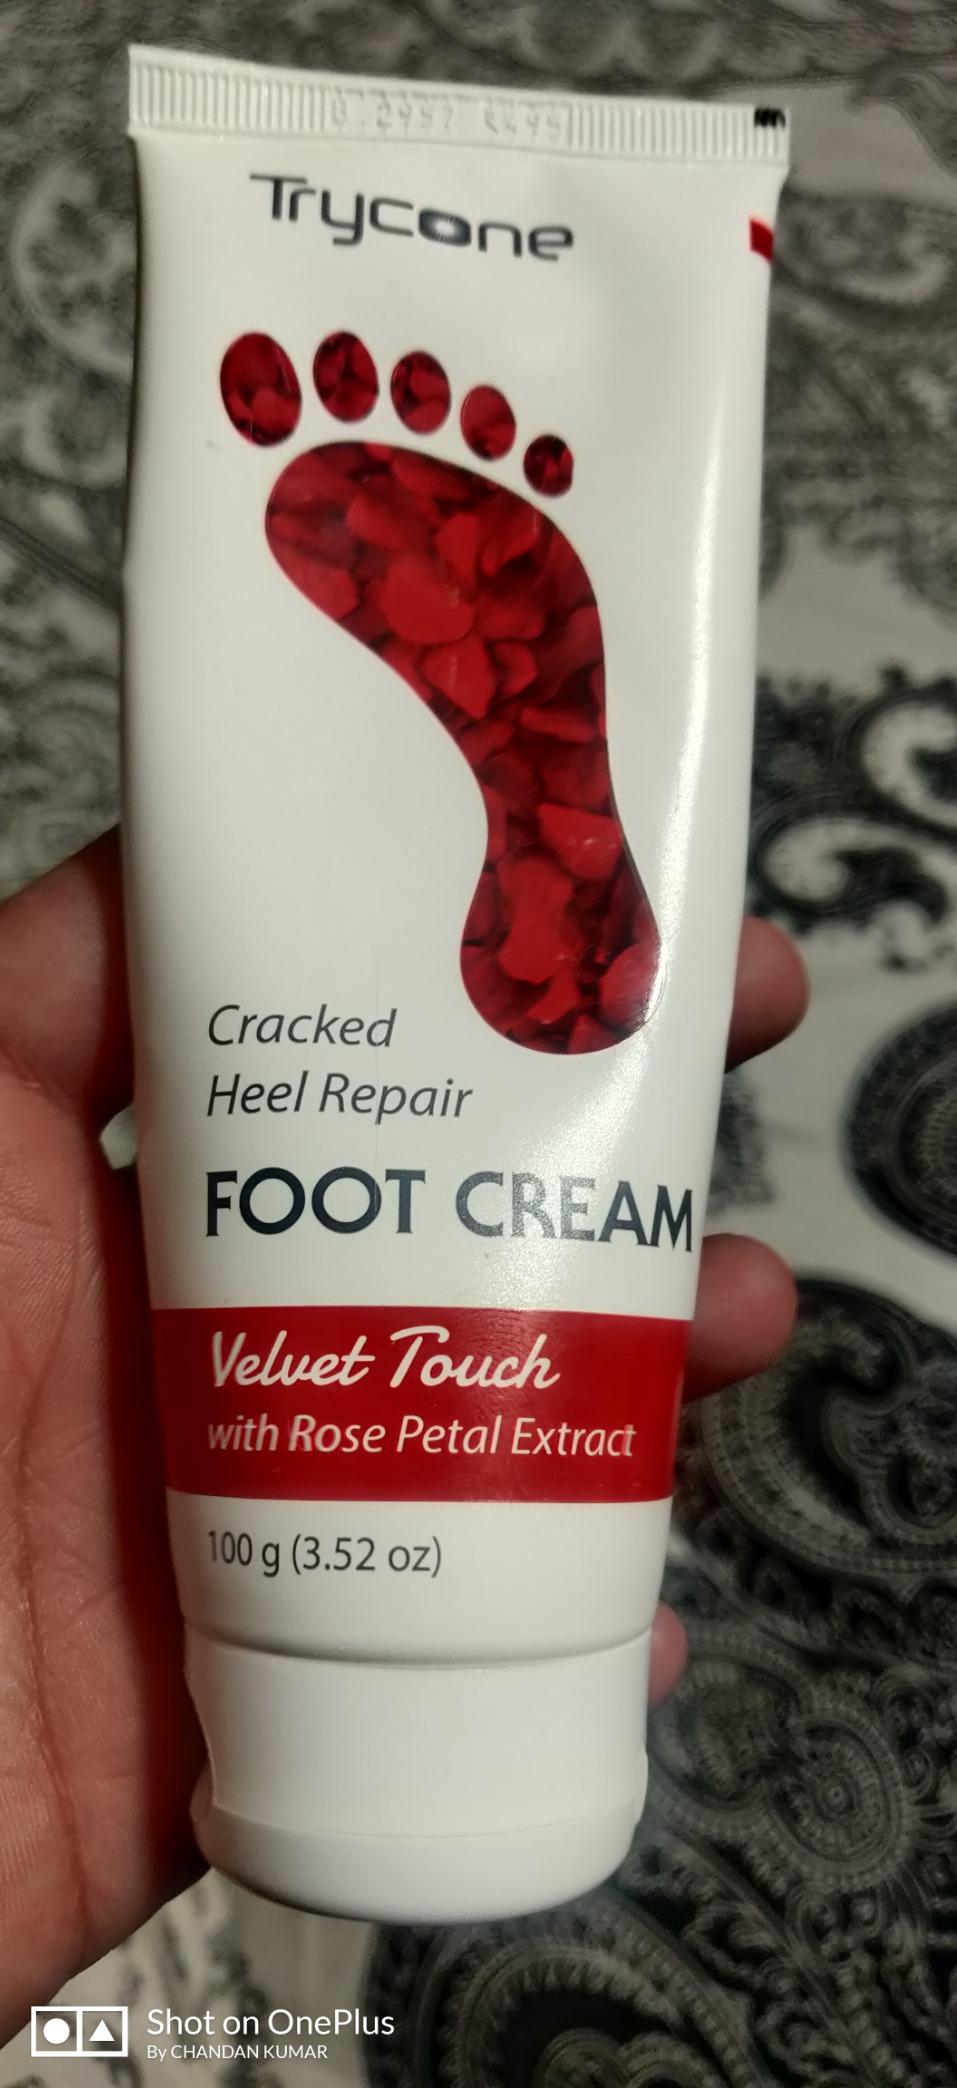 Trycone
Cracked
Heel Repair
FOOT CREAM
Velvet Touch
with Rose Petal Extract
100 g (3.52 oz)
Shot on OnePlus
By CHANDAN KUMAR